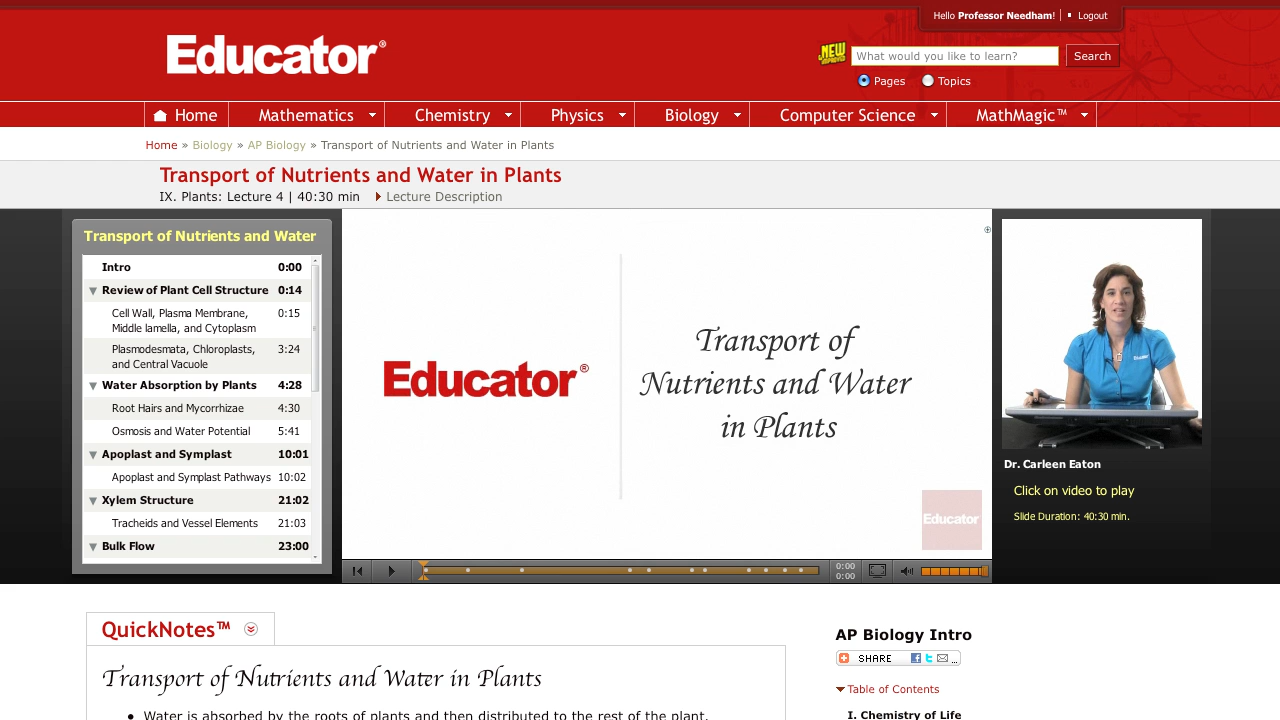 Hello Professor Needham! Logout
Educator®
NEW
What would you like to learn? Search
Pages Topics
Home Mathematics Chemistry Physics Biology Computer Science MathMagic™
Home » Biology » AP Biology » Transport of Nutrients and Water in Plants
Transport of Nutrients and Water in Plants
IX. Plants: Lecture 4 | 40:30 min Lecture Description
Transport of Nutrients and Water
Intro 0:00
Review of Plant Cell Structure 0:14
Cell Wall, Plasma Membrane, 0:15
Middle lamella, and Cytoplasm
Plasmodesmata, Chloroplasts, 3:24
and Central Vacuole
Water Absorption by Plants 4:28
Root Hairs and Mycorrhizae 4:30
Osmosis and Water Potential 5:41
Apoplast and Symplast 10:01
Apoplast and Symplast Pathways 10:02
Xylem Structure 21:02
Tracheids and Vessel Elements 21:03
Bulk Flow 23:00
Educator®
Transport of
Nutrients and Water
in Plants
Educator
0:00
0:00
Dr. Carleen Eaton
Click on video to play
Slide Duration: 40:30 min.
QuickNotes™
Transport of Nutrients and Water in Plants
• Water is absorbed by the roots of plants and then distributed to the rest of the plant.
AP Biology Intro
SHARE
Table of Contents
I. Chemistry of Life